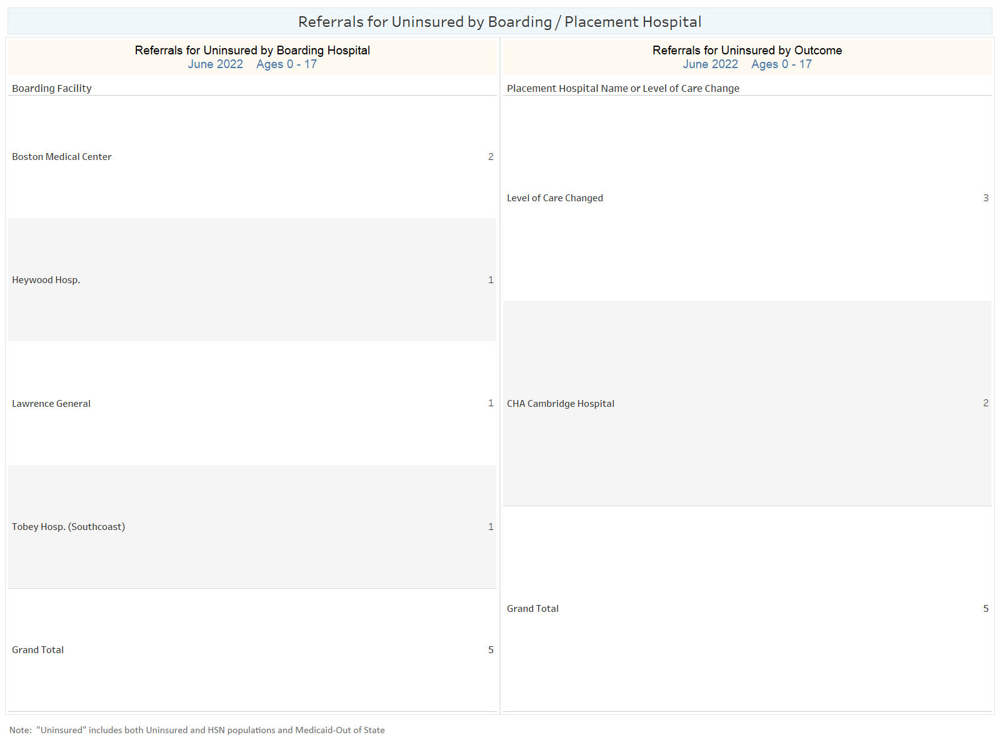 Referrals for Uninsured by Boarding / Placement Hospital
Referrals for Uninsured by Boarding Hospital
June 2022 Ages 0 - 17
Boarding Facility
Boston Medical Center 2
Heywood Hosp. 1
Lawrence General 1
Tobey Hosp. (Southcoast) 1
Grand Total 5
Referrals for Uninsured by Outcome
June 2022 Ages 0 - 17
Placement Hospital Name or Level of Care Change
Level of Care Changed 3
CHA Cambridge Hospital 2
Grand Total 5
Note: "Uninsured" includes both Uninsured and HSN populations and Medicaid-Out of State